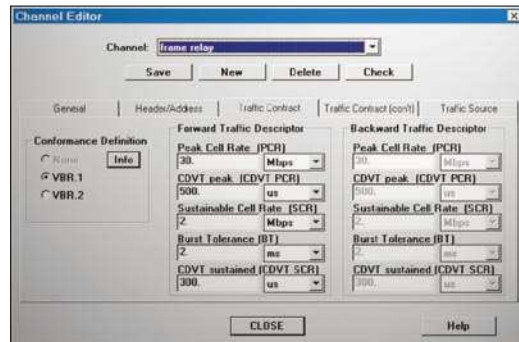 Channel Editor
Channel: frame relay
Save New Delete Check
General Header/Address Traffic Contract Traffic Contract (con't) Traffic Source
Conformance Definition
None Info
VBR.1
VBR.2
Forward Traffic Descriptor
Peak Cell Rate (PCR)
30. Mbps
CDVT peak (CDVT PCR)
500. us
Sustainable Cell Rate (SCR)
2. Mbps
Burst Tolerance (BT)
2. ms
CDVT sustained (CDVT SCR)
300. us
Backward Traffic Descriptor
Peak Cell Rate (PCR)
30. Mbps
CDVT peak (CDVT PCR)
500. us
Sustainable Cell Rate (SCR)
2. Mbps
Burst Tolerance (BT)
2. ms
CDVT sustained (CDVT SCR)
300. us
CLOSE Help